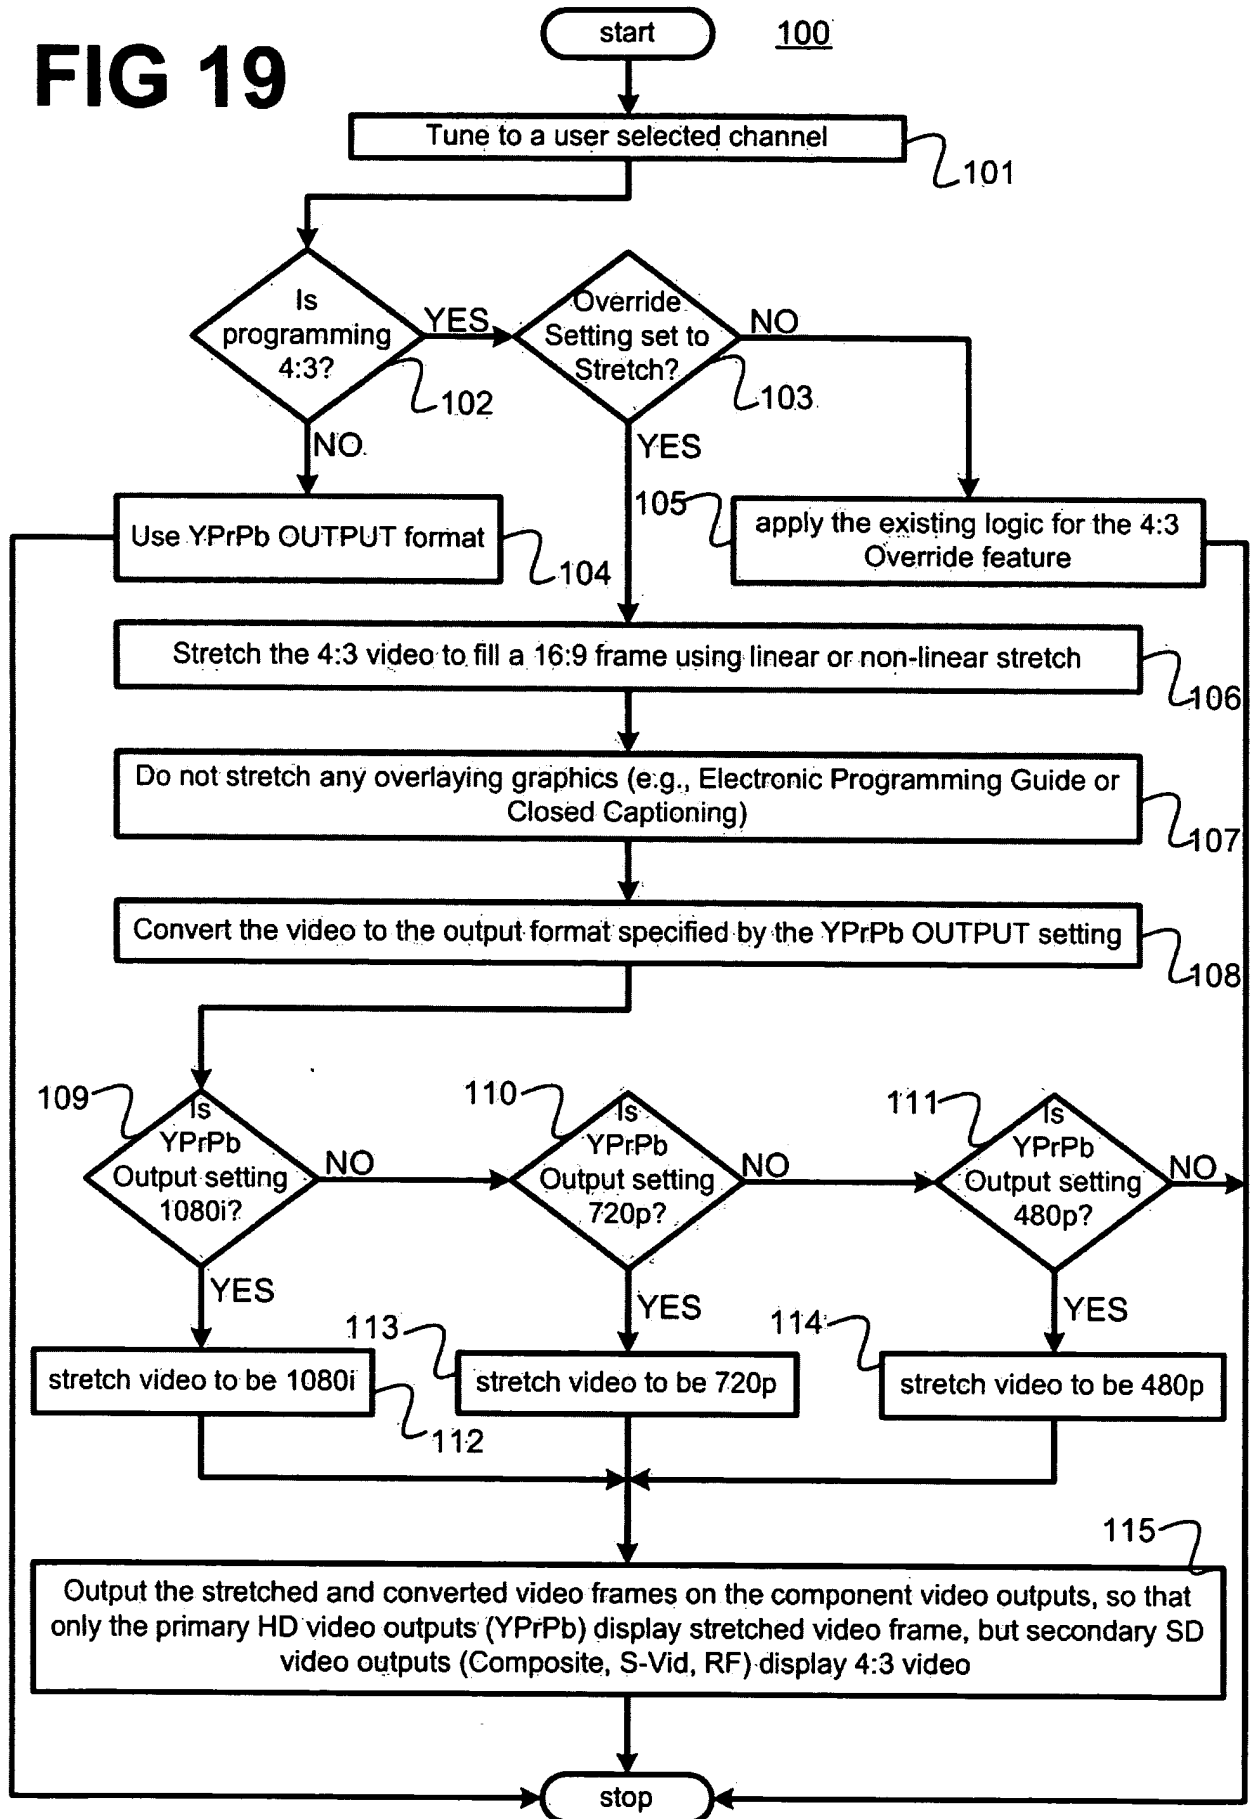 start
100
FIG 19
Tune to a user selected channel
101
Is
programming
4:3?
YES
102
NO
Override
Setting set to
Stretch?
NO
103
YES
Use YPrPb OUTPUT format
104
105
apply the existing logic for the 4:3
Override feature
Stretch the 4:3 video to fill a 16:9 frame using linear or non-linear stretch
106
Do not stretch any overlaying graphics (e.g., Electronic Programming Guide or
Closed Captioning)
107
Convert the video to the output format specified by the YPrPb OUTPUT setting
108
109
Is
YPrPb
Output setting
1080i?
NO
YES
110
Is
YPrPb
Output setting
720p?
NO
YES
111
Is
YPrPb
Output setting
480p?
NO
YES
stretch video to be 1080i
112
113
stretch video to be 720p
114
stretch video to be 480p
115
Output the stretched and converted video frames on the component video outputs, so that
only the primary HD video outputs (YPrPb) display stretched video frame, but secondary SD
video outputs (Composite, S-Vid, RF) display 4:3 video
stop